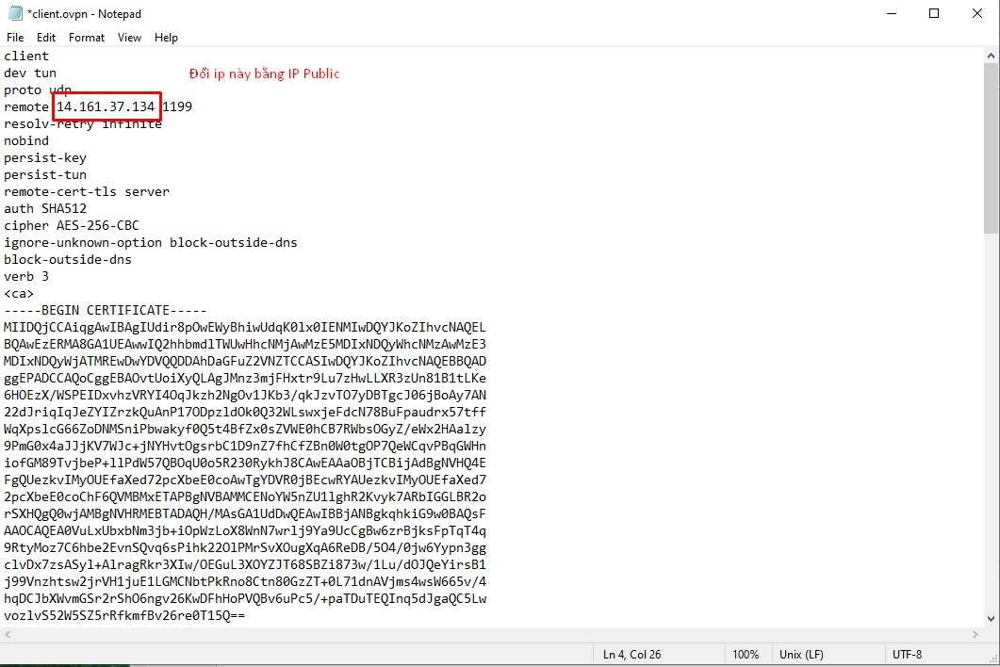 *client.ovpn - Notepad
File Edit Format View Help
client
dev tun
Đổi ip này bằng IP Public
proto udp
remote 14.161.37.134 1199
resolv-retry infinite
nobind
persist-key
persist-tun
remote-cert-tls server
auth SHA512
cipher AES-256-CBC
ignore-unknown-option block-outside-dns
block-outside-dns
verb 3
<ca>
-----BEGIN CERTIFICATE-----
MIIDQjCCAiqgAwIBAgIUdir8pOwEWyBhiwUdqK0lx0IENMIwDQYJKoZIhvcNAQEL
BQAwEzERMA8GA1UEAwwIQ2hhbmdlTWUwHhcNMjAwMzE5MDIxNDQyWhcNMzAwMzE3
MDIxNDQyWjATMREwDwYDVQQDDAhDaGFuZ2VNZTCCASIwDQYJKoZIhvcNAQEBBQAD
ggEPADCCAQoCggEBAOvtUoiXyQLAgJMnz3mjFHxtr9Lu7zHwLLXR3zUn81B1tLKe
6HOEzX/WSPEIDxvhzVRYI4OqJkzh2NgOv1JKb3/qkJzvTO7yDBTgcJ06jBoAy7AN
22dJriqIqJeZYIZrzkQuAnP17ODpzldOk0Q32WLswxjeFdcN78BuFpaudrx57tff
WqXpslcG66ZoDNMSniPbwakyf0Q5t4BfZx0sZVWE0hCB7RWbsOGyZ/eWx2HAalzy
9PmG0x4aJJjKV7WJc+jNYHvtOgsrbC1D9nZ7fhCfZBn0W0tgOP7QeWCqvPBqGWHn
iofGM89TvjbeP+llPdW57QBOqU0o5R230RykhJ8CAwEAAaOBjTCBijAdBgNVHQ4E
FgQUezkvIMyOUEfaXed72pcXbeE0coAwTgYDVR0jBEcwRYAUezkvIMyOUEfaXed7
2pcXbeE0coChF6QVMBMxETAPBgNVBAMMCENoYW5nZU1lghR2Kvyk7ARbIGGLBR2o
rSXHQgQ0wjAMBgNVHRMEBTADAQH/MAsGA1UdDwQEAwIBBjANBgkqhkiG9w0BAQsF
AAOCAQEA0VuLxUbxbNm3jb+iOpWzLoX8WnN7wrlj9Ya9UcCgBw6zrBjksFpTqT4q
9RtyMoz7C6hbe2EvnSQvq6sPihk22OlPMrSvXOugXqA6ReDB/5O4/0jw6Yypn3gg
clvDx7zsASyl+AlragRkr3XIw/OEGuL3XOYZJT68SBZi873w/1Lu/dOJQeYirsB1
j99Vnzhtsw2jrVH1juE1LGMCNbtPkRno8Ctn80GzZT+0L71dnAVjms4wsW665v/4
hqDCJbXWvmGSr2rShO6ngv26KwDFhHoPVQBv6uPc5/+paTDuTEQInq5dJgaQC5Lw
vozlvS52W5SZ5rRfkmfBv26re0T15Q==
Ln 4, Col 26 100% Unix (LF) UTF-8